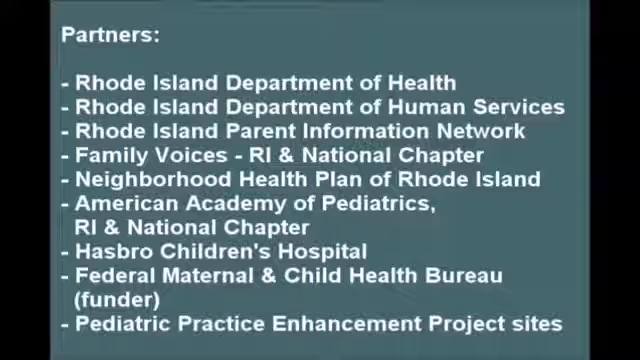 Partners:
- Rhode Island Department of Health
- Rhode Island Department of Human Services
- Rhode Island Parent Information Network
- Family Voices - RI & National Chapter
- Neighborhood Health Plan of Rhode Island
- American Academy of Pediatrics,
RI & National Chapter
- Hasbro Children's Hospital
- Federal Maternal & Child Health Bureau
(funder)
- Pediatric Practice Enhancement Project sites